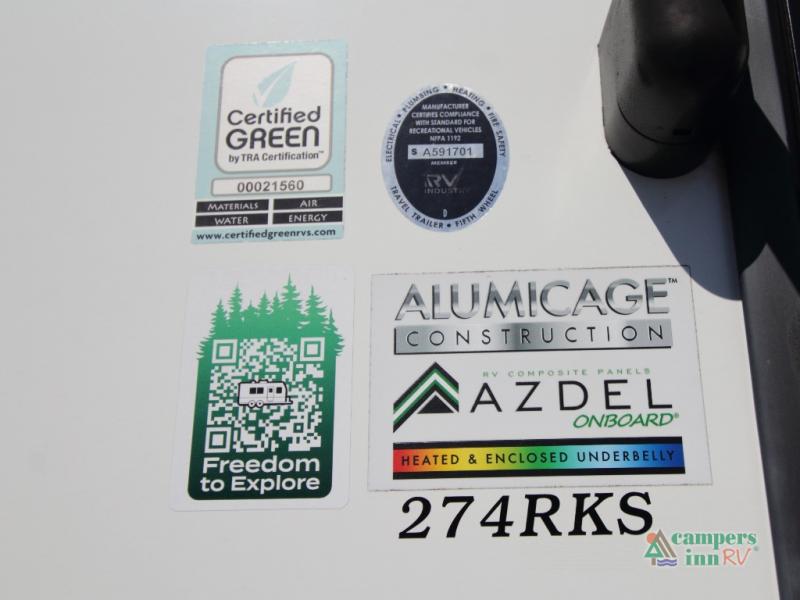 Certified
GREEN
by TRA Certification™
00021560
MATERIALS AIR
WATER ENERGY
www.certifiedgreenrvs.com
ELECTRICAL • PLUMBING • HEATING • FIRE SAFETY
MANUFACTURER
CERTIFIES COMPLIANCE
WITH STANDARD FOR
RECREATIONAL VEHICLES
NFPA 1192
S A591701
MEMBER
RV
INDUSTRY
D
TRAVEL TRAILER • FIFTH WHEEL
Freedom
to Explore
ALUMICAGE™
CONSTRUCTION
RV COMPOSITE PANELS
AZDEL
ONBOARD®
HEATED & ENCLOSED UNDERBELLY
274RKS
campers
inn RV®